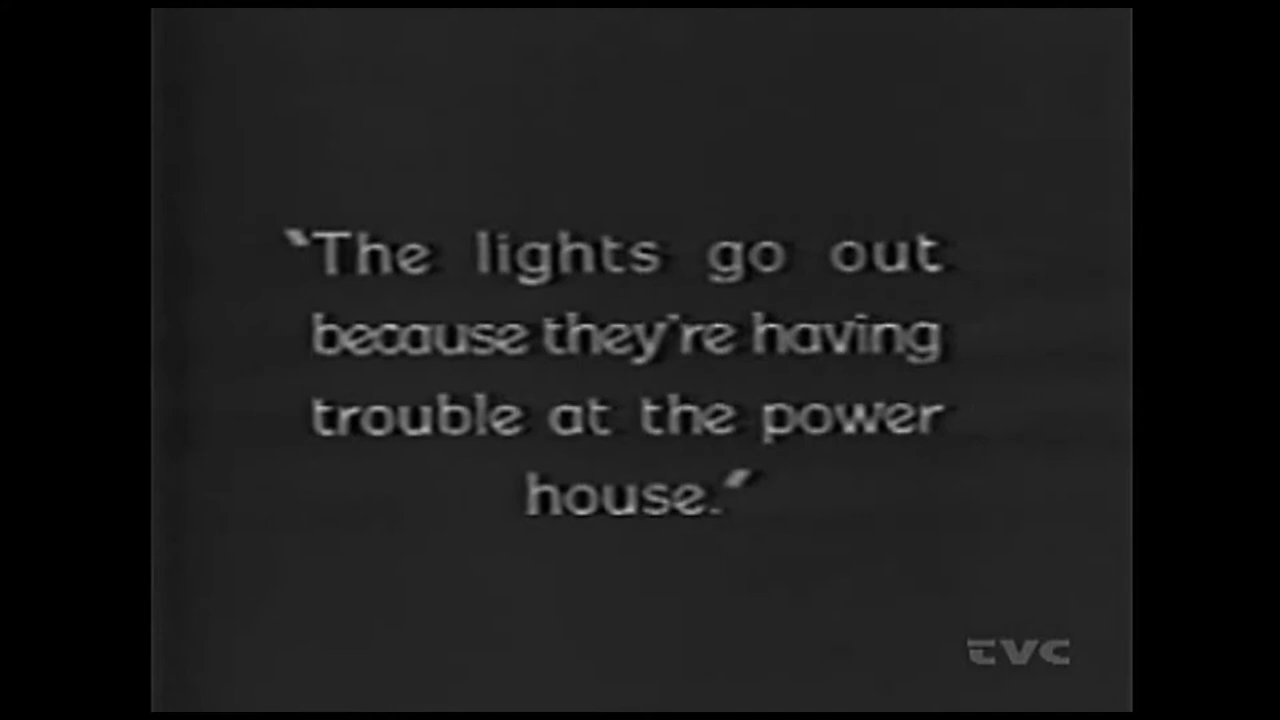 "The lights go out
because they're having
trouble at the power
house."
tvc